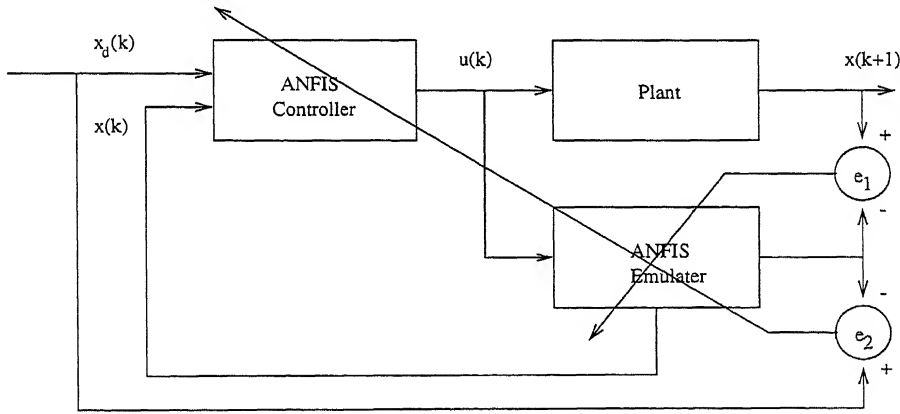 x_d(k)
u(k)
x(k+1)
ANFIS
Controller
Plant
x(k)
+
e_1
-
ANFIS
Emulater
-
e_2
+